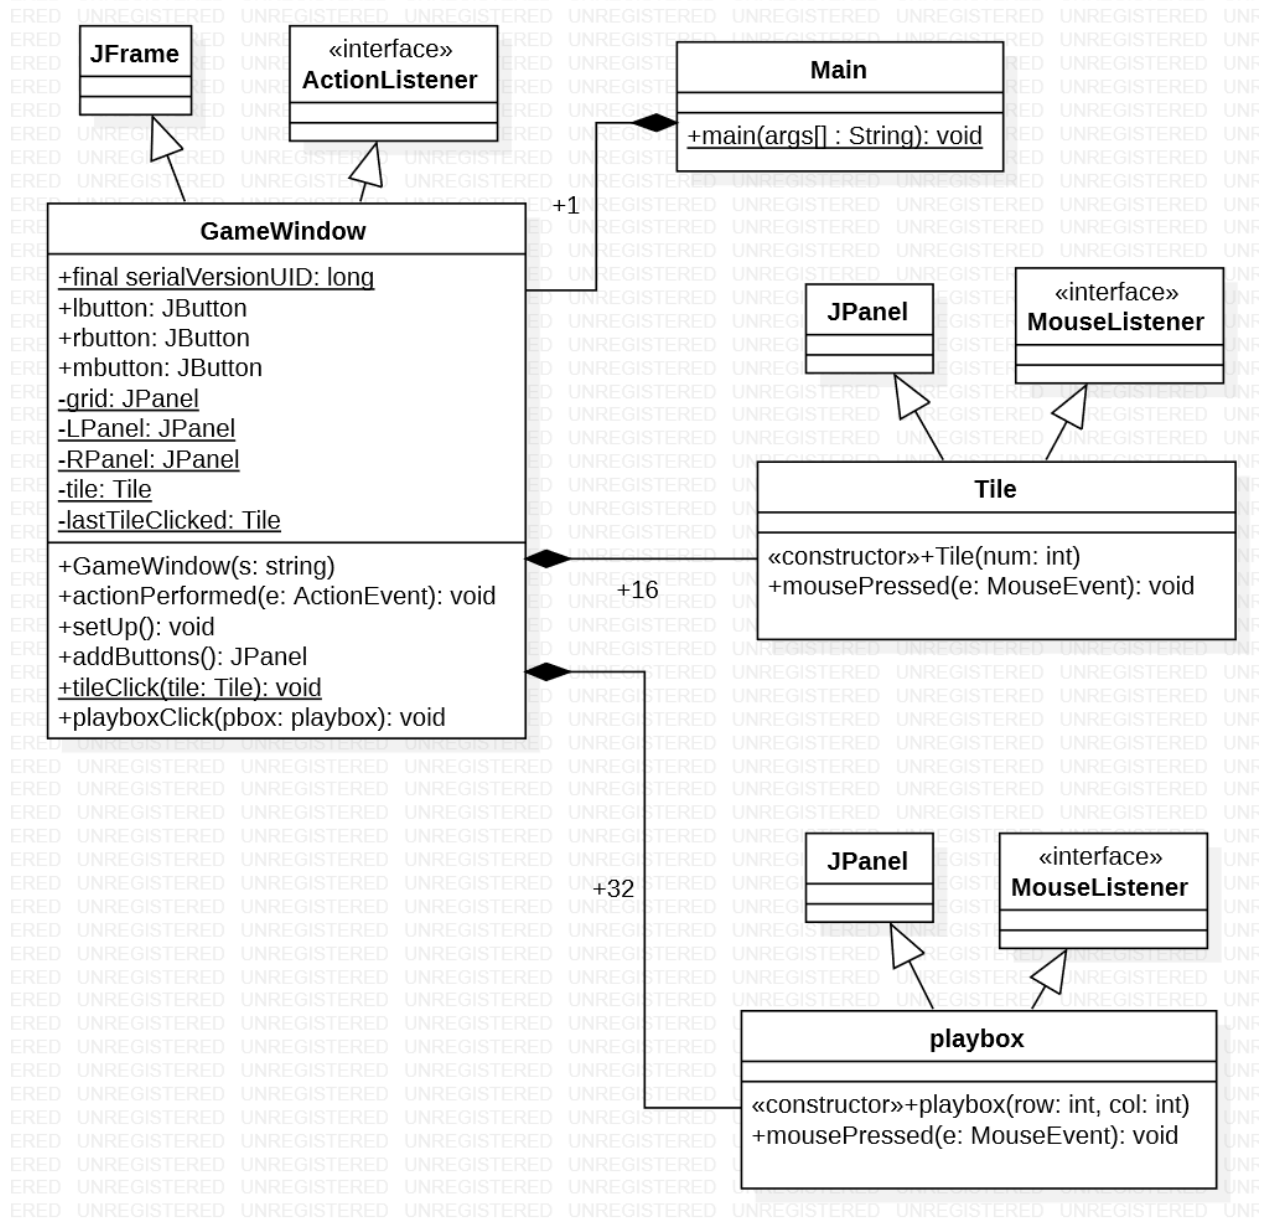 JFrame
«interface»
ActionListener
Main
+main(args[] : String): void
+1
GameWindow
+final serialVersionUID: long
+lbutton: JButton
+rbutton: JButton
+mbutton: JButton
-grid: JPanel
-LPanel: JPanel
-RPanel: JPanel
-tile: Tile
-lastTileClicked: Tile
+GameWindow(s: string)
+actionPerformed(e: ActionEvent): void
+setUp(): void
+addButtons(): JPanel
+tileClick(tile: Tile): void
+playboxClick(pbox: playbox): void
JPanel
«interface»
MouseListener
Tile
«constructor»+Tile(num: int)
+mousePressed(e: MouseEvent): void
+16
+32
JPanel
«interface»
MouseListener
playbox
«constructor»+playbox(row: int, col: int)
+mousePressed(e: MouseEvent): void
UNREGISTERED